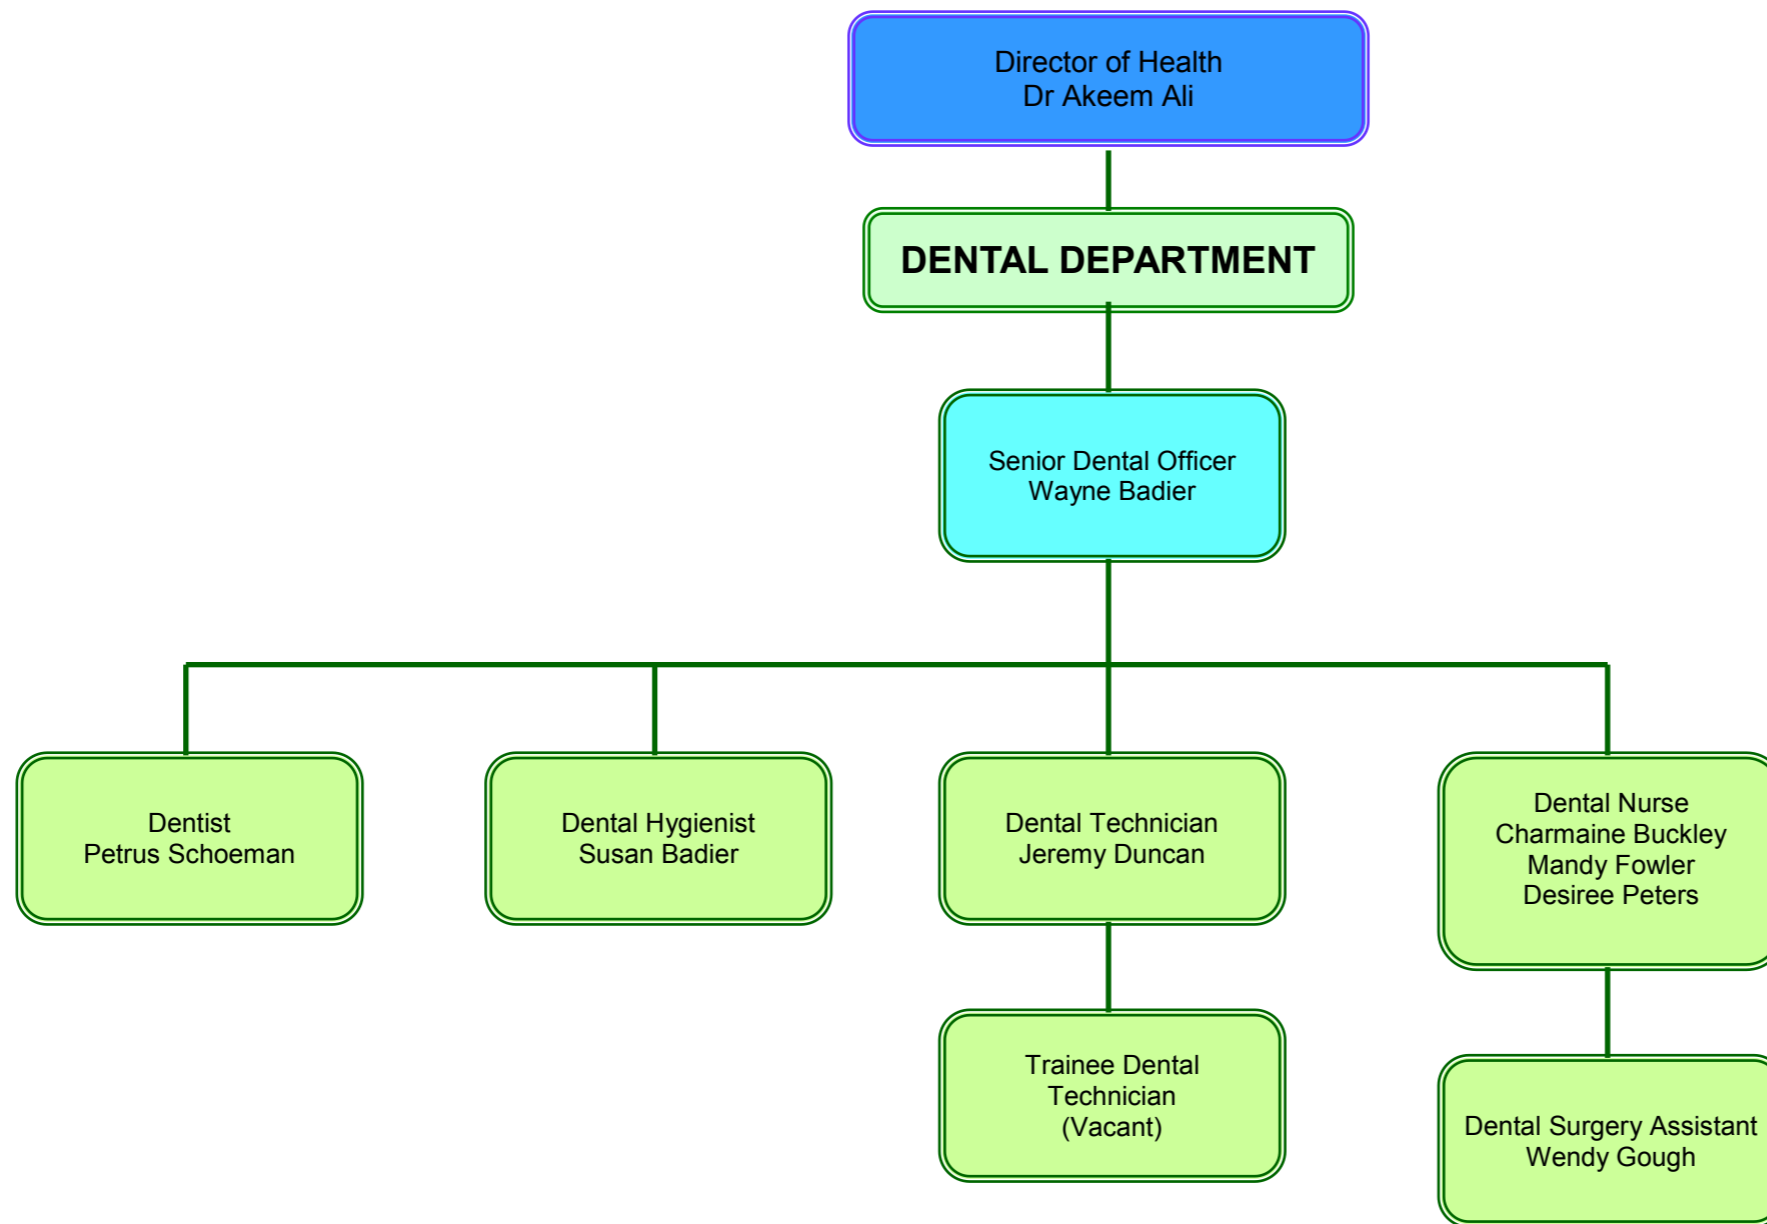 Director of Health
Dr Akeem Ali
DENTAL DEPARTMENT
Senior Dental Officer
Wayne Badier
Dentist
Petrus Schoeman
Dental Hygienist
Susan Badier
Dental Technician
Jeremy Duncan
Dental Nurse
Charmaine Buckley
Mandy Fowler
Desiree Peters
Trainee Dental
Technician
(Vacant)
Dental Surgery Assistant
Wendy Gough